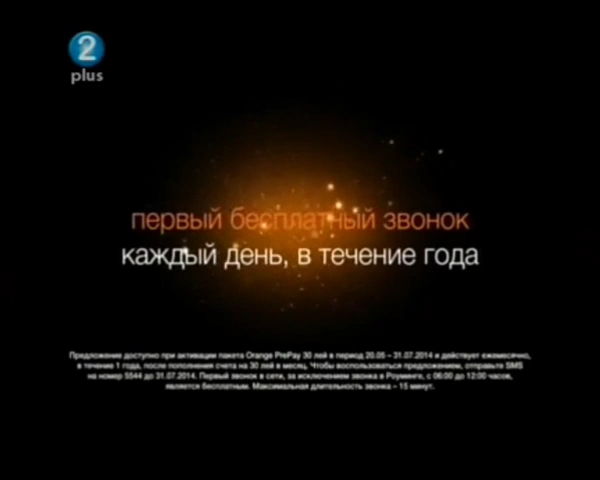 2
plus
первый бесплатный звонок
каждый день, в течение года
Предложение доступно при активации пакета Orange PrePay 30 лей в период 20.05 – 31.07.2014 и действует ежемесячно,
в течение 1 года, после пополнения счета на 30 лей в месяц. Чтобы воспользоваться предложением, отправьте SMS
на номер 5544 до 31.07.2014. Первый звонок в сети, за исключением звонка в Роуминге, с 06:00 до 12:00 часов,
является бесплатным. Максимальная длительность звонка – 15 минут.